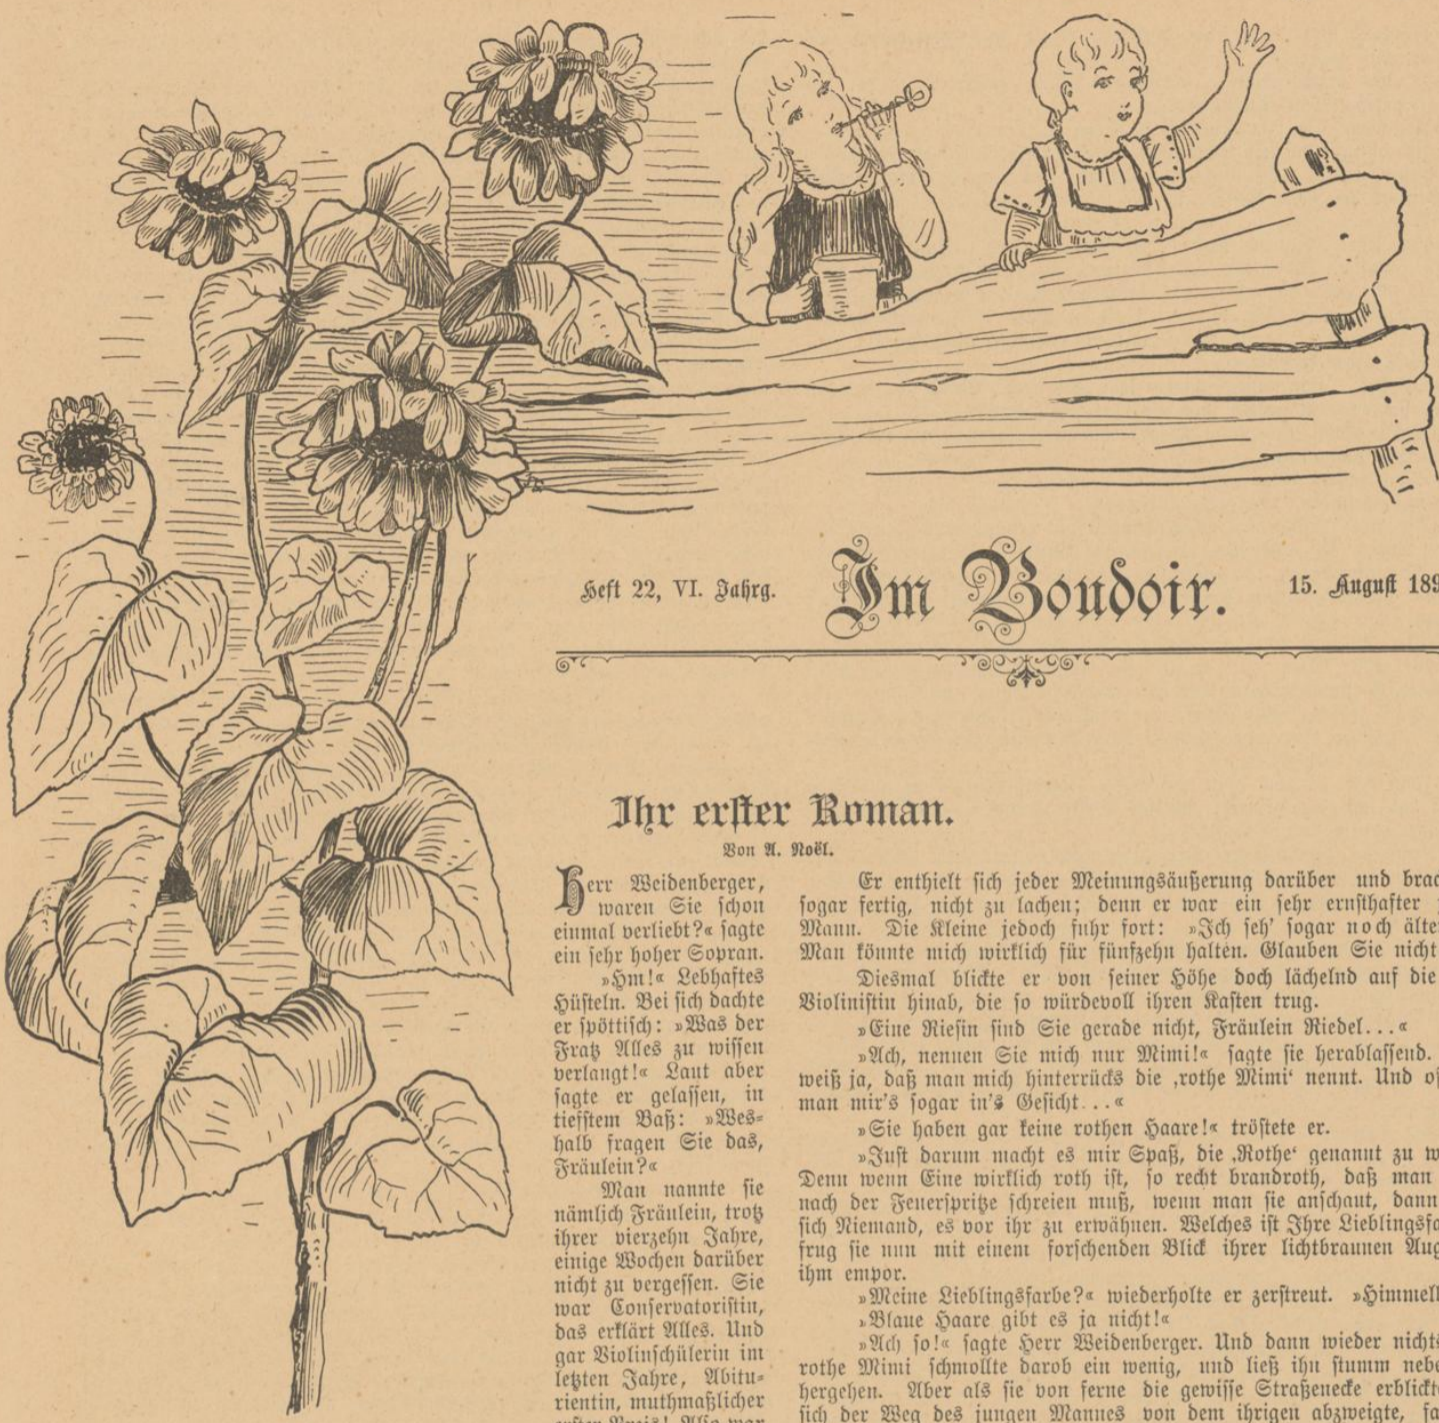 Heft 22, VI. Jahrg.
Im Boudoir.
15. August 189
Ihr erster Roman.
Von A. Noël.
Herr Weidenberger,
waren Sie schon
einmal verliebt?« sagte
ein sehr hoher Sopran.
»Hm!« Lebhaftes
Hüsteln. Bei sich dachte
er spöttisch: »Was der
Fratz Alles zu wissen
verlangt!« Laut aber
sagte er gelassen, in
tiefstem Baß: »Wes-
halb fragen Sie das,
Fräulein?«
Man nannte sie
nämlich Fräulein, trotz
ihrer vierzehn Jahre,
einige Wochen darüber
nicht zu vergessen. Sie
war Conservatoristin,
das erklärt Alles. Und
gar Violinschülerin im
letzten Jahre, Abitu-
rientin, muthmaßlicher
erster Preis! Also war
Er enthielt sich jeder Meinungsäußerung darüber und brac
sogar fertig, nicht zu lachen; denn er war ein sehr ernsthafter
Mann. Die Kleine jedoch fuhr fort: »Ich seh' sogar noch älte
Man könnte mich wirklich für fünfzehn halten. Glauben Sie nicht
Diesmal blickte er von seiner Höhe doch lächelnd auf die
Violinistin hinab, die so würdevoll ihren Kasten trug.
»Eine Riesin sind Sie gerade nicht, Fräulein Riedel...«
»Ach, nennen Sie mich nur Mimi!« sagte sie herablassend.
weiß ja, daß man mich hinterrücks die ‚rothe Mimi‘ nennt. Und of
man mir's sogar in's Gesicht...«
»Sie haben gar keine rothen Haare!« tröstete er.
»Just darum macht es mir Spaß, die ‚Rothe‘ genannt zu w
Denn wenn Eine wirklich roth ist, so recht brandroth, daß man
nach der Feuerspritze schreien muß, wenn man sie anschaut, dann
sich Niemand, es vor ihr zu erwähnen. Welches ist Ihre Lieblingsfa
frug sie nun mit einem forschenden Blick ihrer lichtbraunen Aug
ihm empor.
»Meine Lieblingsfarbe?« wiederholte er zerstreut. »Himmelb
»Blaue Haare gibt es ja nicht!«
»Ach so!« sagte Herr Weidenberger. Und dann wieder nichts
rothe Mimi schmollte darob ein wenig, und ließ ihn stumm nebe
hergehen. Aber als sie von ferne die gewisse Straßenecke erblickte
sich der Weg des jungen Mannes von dem ihrigen abzweigte, sa